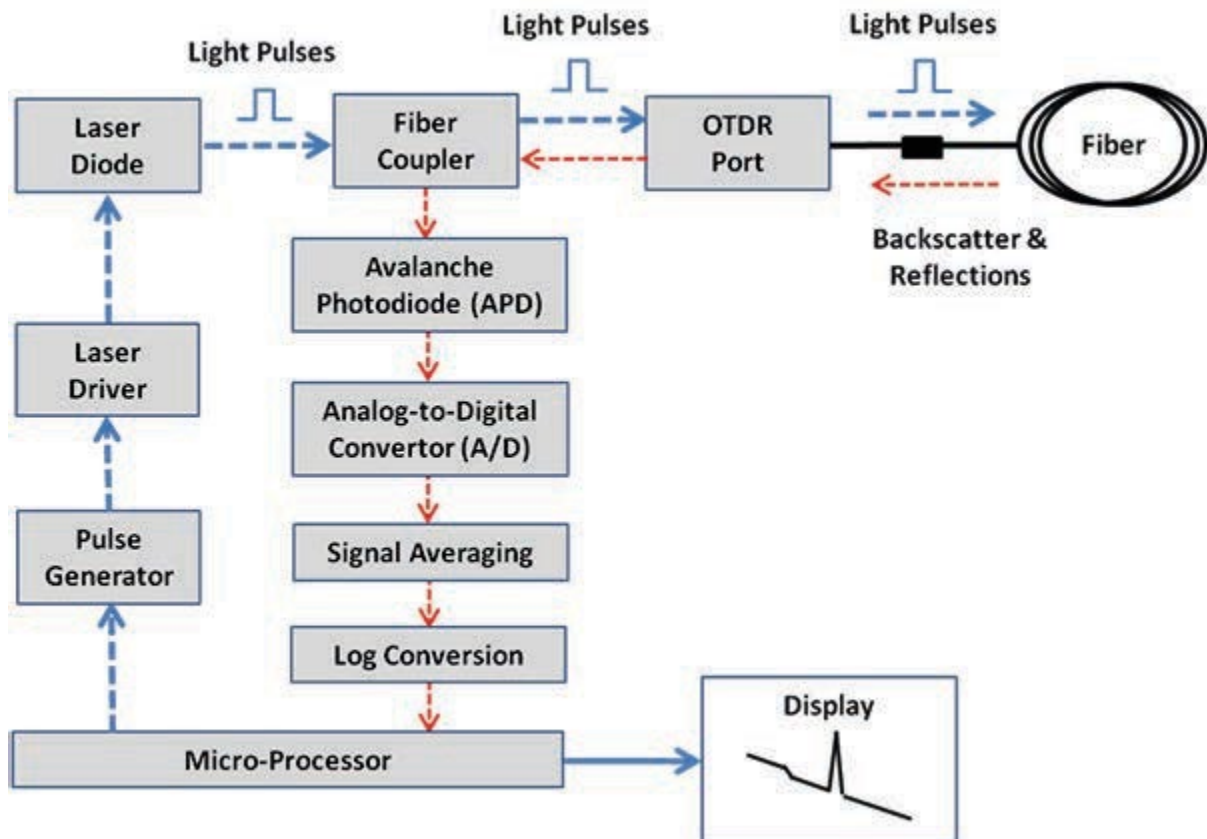 Light Pulses
Light Pulses
Light Pulses
Laser
Diode
Fiber
Coupler
OTDR
Port
Fiber
Backscatter &
Reflections
Avalanche
Photodiode (APD)
Laser
Driver
Analog-to-Digital
Convertor (A/D)
Pulse
Generator
Signal Averaging
Log Conversion
Micro-Processor
Display